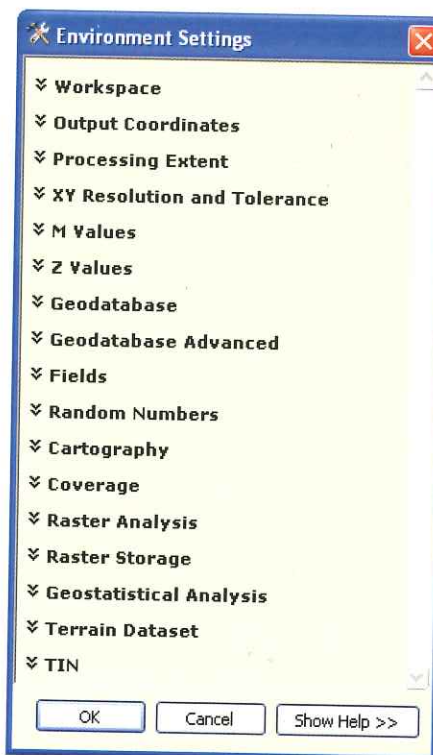 Environment Settings
Workspace
Output Coordinates
Processing Extent
XY Resolution and Tolerance
M Values
Z Values
Geodatabase
Geodatabase Advanced
Fields
Random Numbers
Cartography
Coverage
Raster Analysis
Raster Storage
Geostatistical Analysis
Terrain Dataset
TIN
OK Cancel Show Help >>